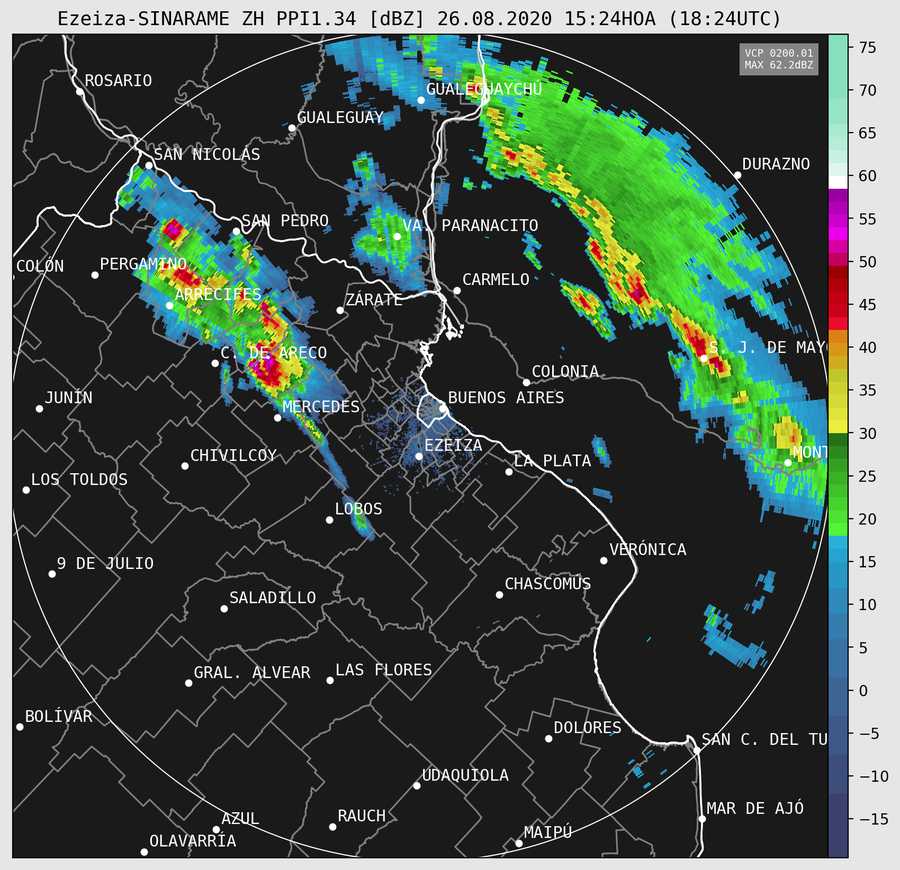 Ezeiza-SINARAME ZH PPI1.34 [dBZ] 26.08.2020 15:24HOA (18:24UTC)
VCP 0200.01
MAX 62.2dBZ
ROSARIO
GUALEGUAYCHÚ
GUALEGUAY
SAN NICOLÁS
DURAZNO
SAN PEDRO
VA. PARANACITO
COLÓN
PERGAMINO
CARMELO
ARRECIFES
ZÁRATE
S. J. DE MAY
C. DE ARECO
COLONIA
JUNÍN
BUENOS AIRES
MERCEDES
EZEIZA
MONT
CHIVILCOY
LA PLATA
LOS TOLDOS
LOBOS
VERÓNICA
9 DE JULIO
CHASCOMÚS
SALADILLO
GRAL. ALVEAR
LAS FLORES
BOLÍVAR
DOLORES
SAN C. DEL TU
UDAQUIOLA
MAR DE AJÓ
AZUL
RAUCH
MAIPÚ
OLAVARRÍA
75
70
65
60
55
50
45
40
35
30
25
20
15
10
5
0
−5
−10
−15